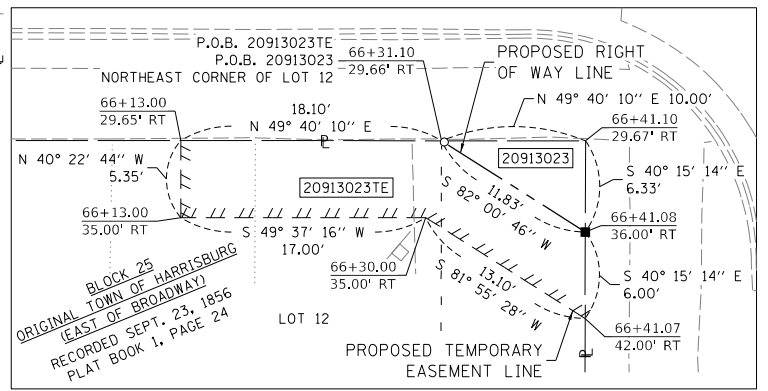 P.O.B. 20913023TE
P.O.B. 20913023
NORTHEAST CORNER OF LOT 12
66+31.10
29.66' RT
PROPOSED RIGHT
OF WAY LINE
66+13.00
29.65' RT
18.10'
N 49° 40' 10" E
N 49° 40' 10" E 10.00'
66+41.10
29.67' RT
N 40° 22' 44" W
5.35'
20913023TE
20913023
11.83'
S 82° 00' 46" W
S 40° 15' 14" E
6.33'
66+13.00
35.00' RT
S 49° 37' 16" W
17.00'
66+41.08
36.00' RT
66+30.00
35.00' RT
13.10'
S 81° 55' 28" W
S 40° 15' 14" E
6.00'
BLOCK 25
ORIGINAL TOWN OF HARRISBURG
(EAST OF BROADWAY)
RECORDED SEPT. 23, 1856
PLAT BOOK 1, PAGE 24
LOT 12
66+41.07
42.00' RT
PROPOSED TEMPORARY
EASEMENT LINE